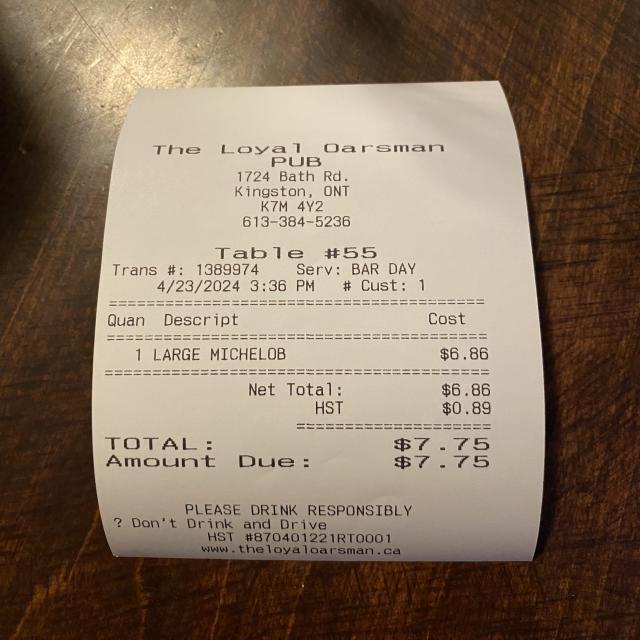 The Loyal Oarsman
PUB
1724 Bath Rd.
Kingston, ONT
K7M 4Y2
613-384-5236
Table #55
Trans #: 1389974 Serv: BAR DAY
4/23/2024 3:36 PM # Cust: 1
================================================
Quan Descript Cost
================================================
1 LARGE MICHELOB $6.86
================================================
Net Total: $6.86
HST $0.89
========================
TOTAL: $7.75
Amount Due: $7.75
PLEASE DRINK RESPONSIBLY
? Don't Drink and Drive
HST #870401221RT0001
www.theloyaloarsman.ca